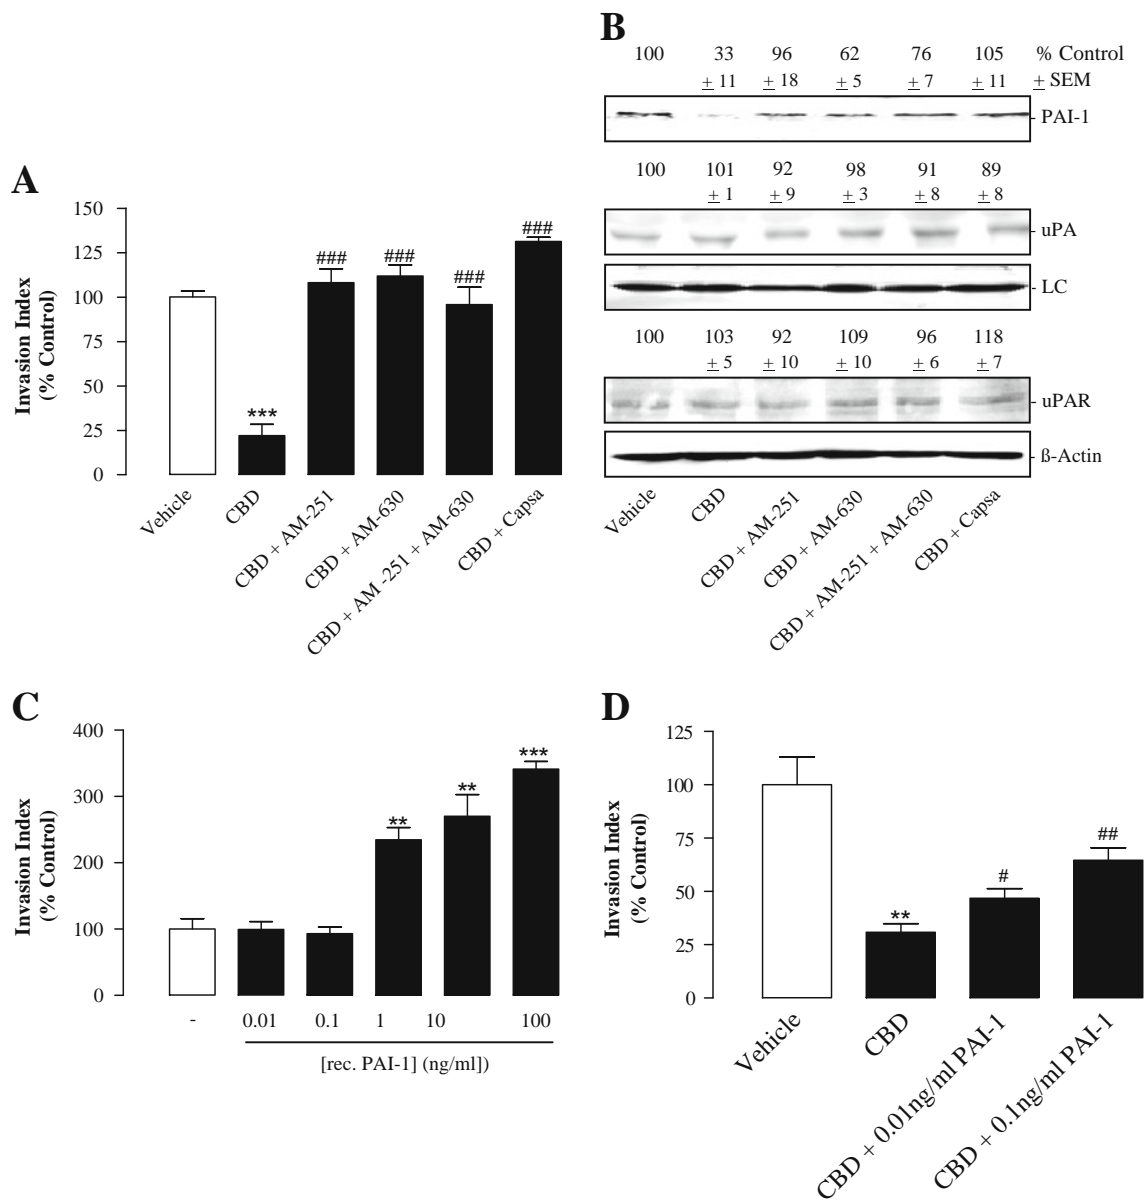 A
150
125
100
75
50
25
0
Invasion Index
(% Control)
***
###
###
###
###
Vehicle
CBD
CBD + AM-251
CBD + AM-630
CBD + AM -251 + AM-630
CBD + Capsa
B
100 33 96 62 76 105 % Control
± 11 ± 18 ± 5 ± 7 ± 11 ± SEM
- PAI-1
100 101 92 98 91 89
± 1 ± 9 ± 3 ± 8 ± 8
- uPA
- LC
100 103 92 109 96 118
± 5 ± 10 ± 10 ± 6 ± 7
- uPAR
- ß-Actin
Vehicle
CBD
CBD + AM-251
CBD + AM-630
CBD + AM-251 + AM-630
CBD + Capsa
C
400
300
200
100
0
Invasion Index
(% Control)
**
**
***
- 0.01 0.1 1 10 100
[rec. PAI-1] (ng/ml])
D
125
100
75
50
25
0
Invasion Index
(% Control)
**
#
##
Vehicle
CBD
CBD + 0.01ng/ml PAI-1
CBD + 0.1ng/ml PAI-1